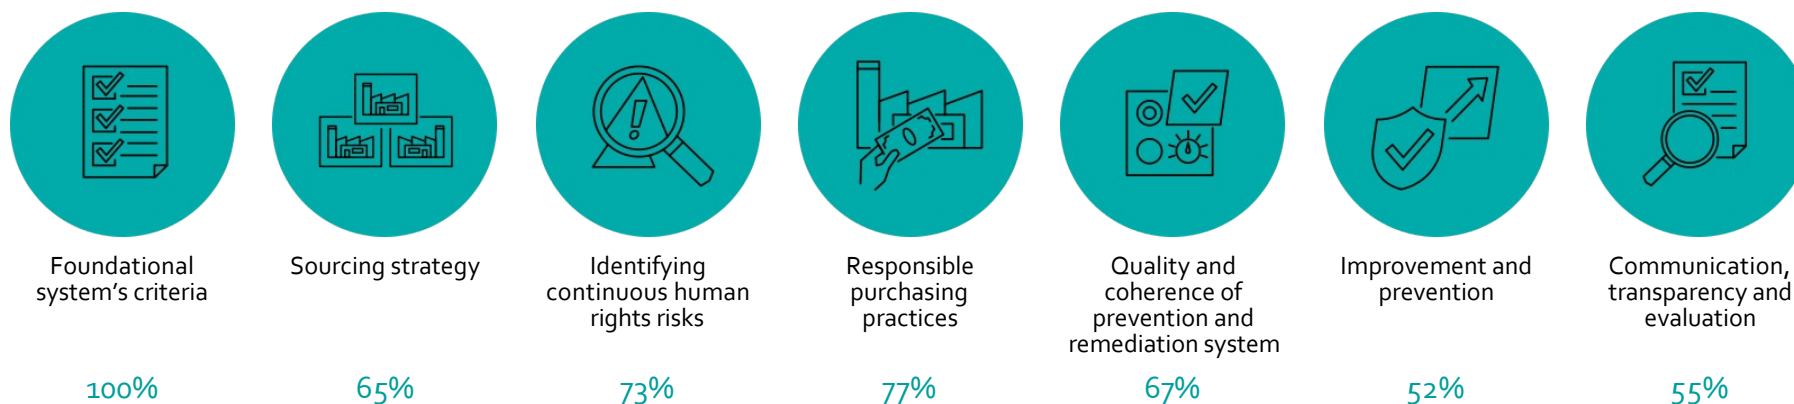 Foundational
system's criteria
100%
Sourcing strategy
65%
Identifying
continuous human
rights risks
73%
Responsible
purchasing
practices
77%
Quality and
coherence of
prevention and
remediation system
67%
Improvement and
prevention
52%
Communication,
transparency and
evaluation
55%